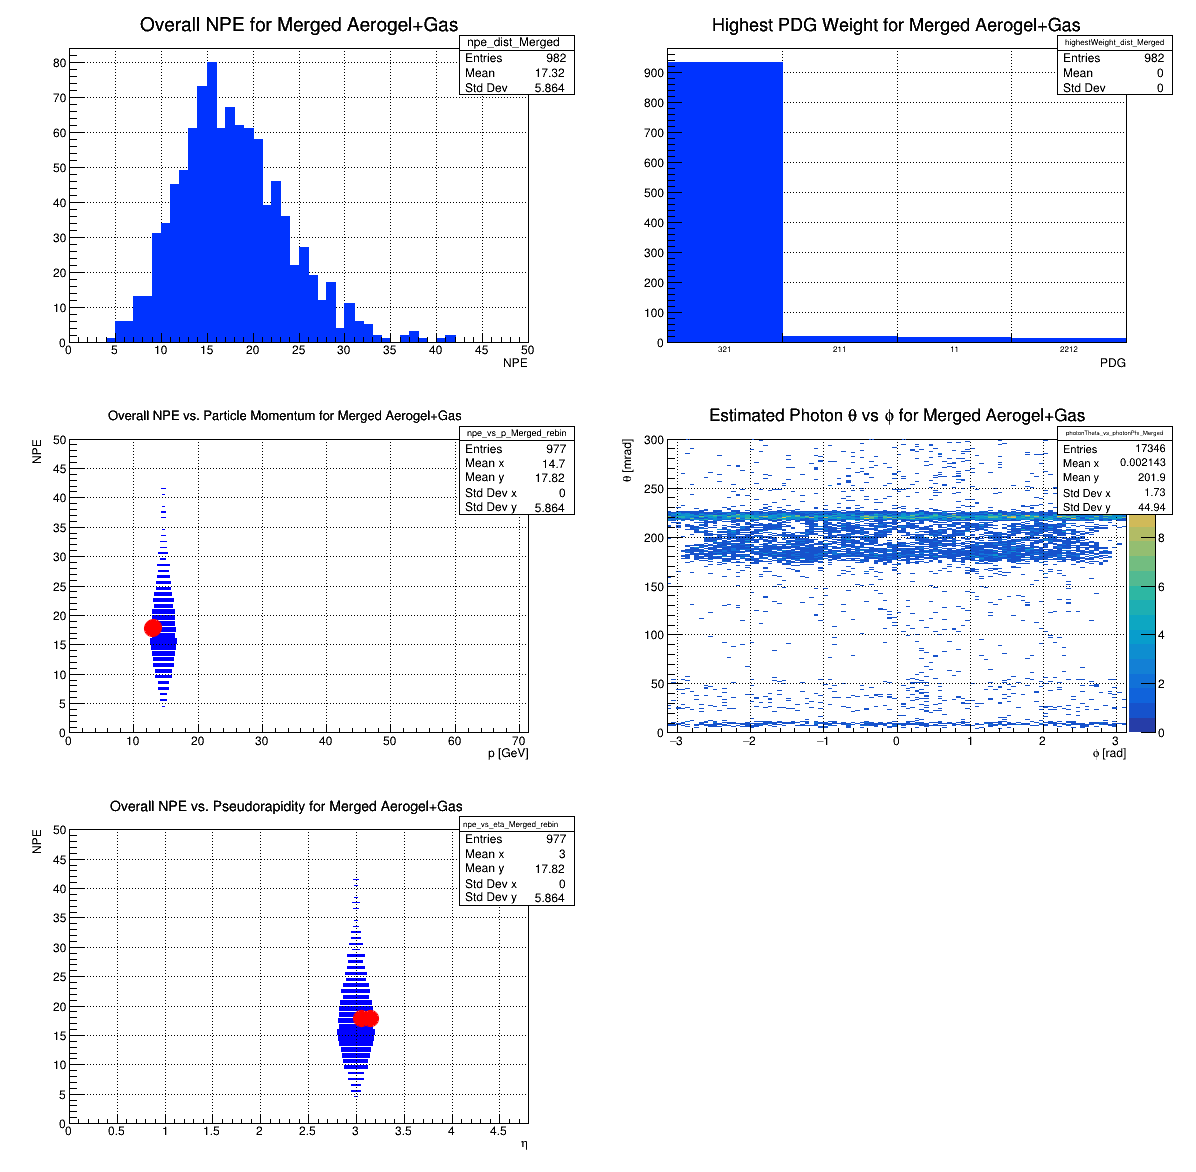 Overall NPE for Merged Aerogel+Gas
npe_dist_Merged
Entries 982
Mean 17.32
Std Dev 5.864
80
70
60
50
40
30
20
10
0
0 5 10 15 20 25 30 35 40 45 50
NPE
Highest PDG Weight for Merged Aerogel+Gas
highestWeight_dist_Merged
Entries 982
Mean 0
Std Dev 0
900
800
700
600
500
400
300
200
100
0
321 211 11 2212
PDG
Overall NPE vs. Particle Momentum for Merged Aerogel+Gas
npe_vs_p_Merged_rebin
Entries 977
Mean x 14.7
Mean y 17.82
Std Dev x 0
Std Dev y 5.864
NPE
50
45
40
35
30
25
20
15
10
5
0
0 10 20 30 40 50 60 70
p [GeV]
Estimated Photon θ vs ϕ for Merged Aerogel+Gas
photonTheta_vs_photonPhi_Merged
Entries 17346
Mean x 0.002143
Mean y 201.9
Std Dev x 1.73
Std Dev y 44.94
θ [mrad]
300
250
200
150
100
50
0
−3 −2 −1 0 1 2 3
ϕ [rad]
8
6
4
2
0
Overall NPE vs. Pseudorapidity for Merged Aerogel+Gas
npe_vs_eta_Merged_rebin
Entries 977
Mean x 3
Mean y 17.82
Std Dev x 0
Std Dev y 5.864
NPE
50
45
40
35
30
25
20
15
10
5
0
0 0.5 1 1.5 2 2.5 3 3.5 4 4.5
η